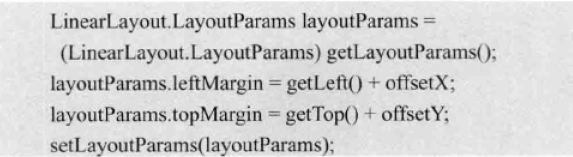 LinearLayout.LayoutParams layoutParams =
(LinearLayout.LayoutParams) getLayoutParams();
layoutParams.leftMargin = getLeft() + offsetX;
layoutParams.topMargin = getTop() + offsetY;
setLayoutParams(layoutParams);